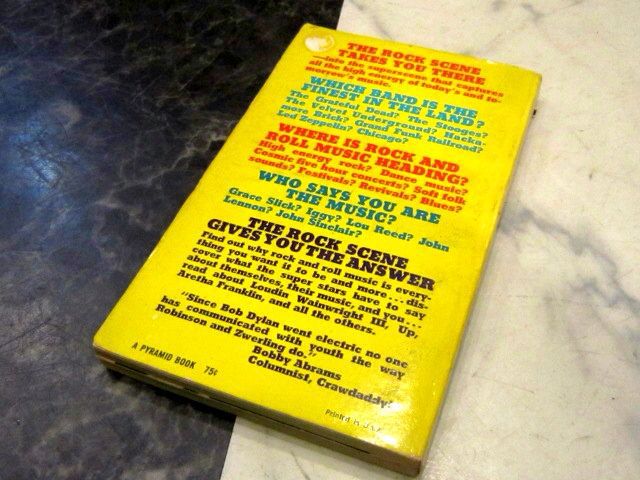 THE ROCK SCENE
TAKES YOU THERE
—into the superscene that captures
all the high energy of today's and to-
morrow's music.
WHICH BAND IS THE
FINEST IN THE LAND?
The Grateful Dead? The Stooges?
The Velvet Underground? Hacka-
more Brick? Grand Funk Railroad?
Led Zeppelin? Chicago?
WHERE IS ROCK AND
ROLL MUSIC HEADING?
High energy rock? Dance music?
Cosmic five hour concerts? Soft folk
sounds? Festivals? Revivals? Blues?
WHO SAYS YOU ARE
THE MUSIC?
Grace Slick? Iggy? Lou Reed? John
Lennon? John Sinclair?
THE ROCK SCENE
GIVES YOU THE ANSWER
Find out why rock and roll music is every-
thing you want it to be and more...dis-
cover what the super stars have to say
about themselves, their music, and you...
read about Loudin Wainwright III, Up,
Aretha Franklin, and all the others.
"Since Bob Dylan went electric no one
has communicated with youth the way
Robinson and Zwerling do."
Bobby Abrams
Columnist, Crawdaddy!
A PYRAMID BOOK 75¢
Printed in